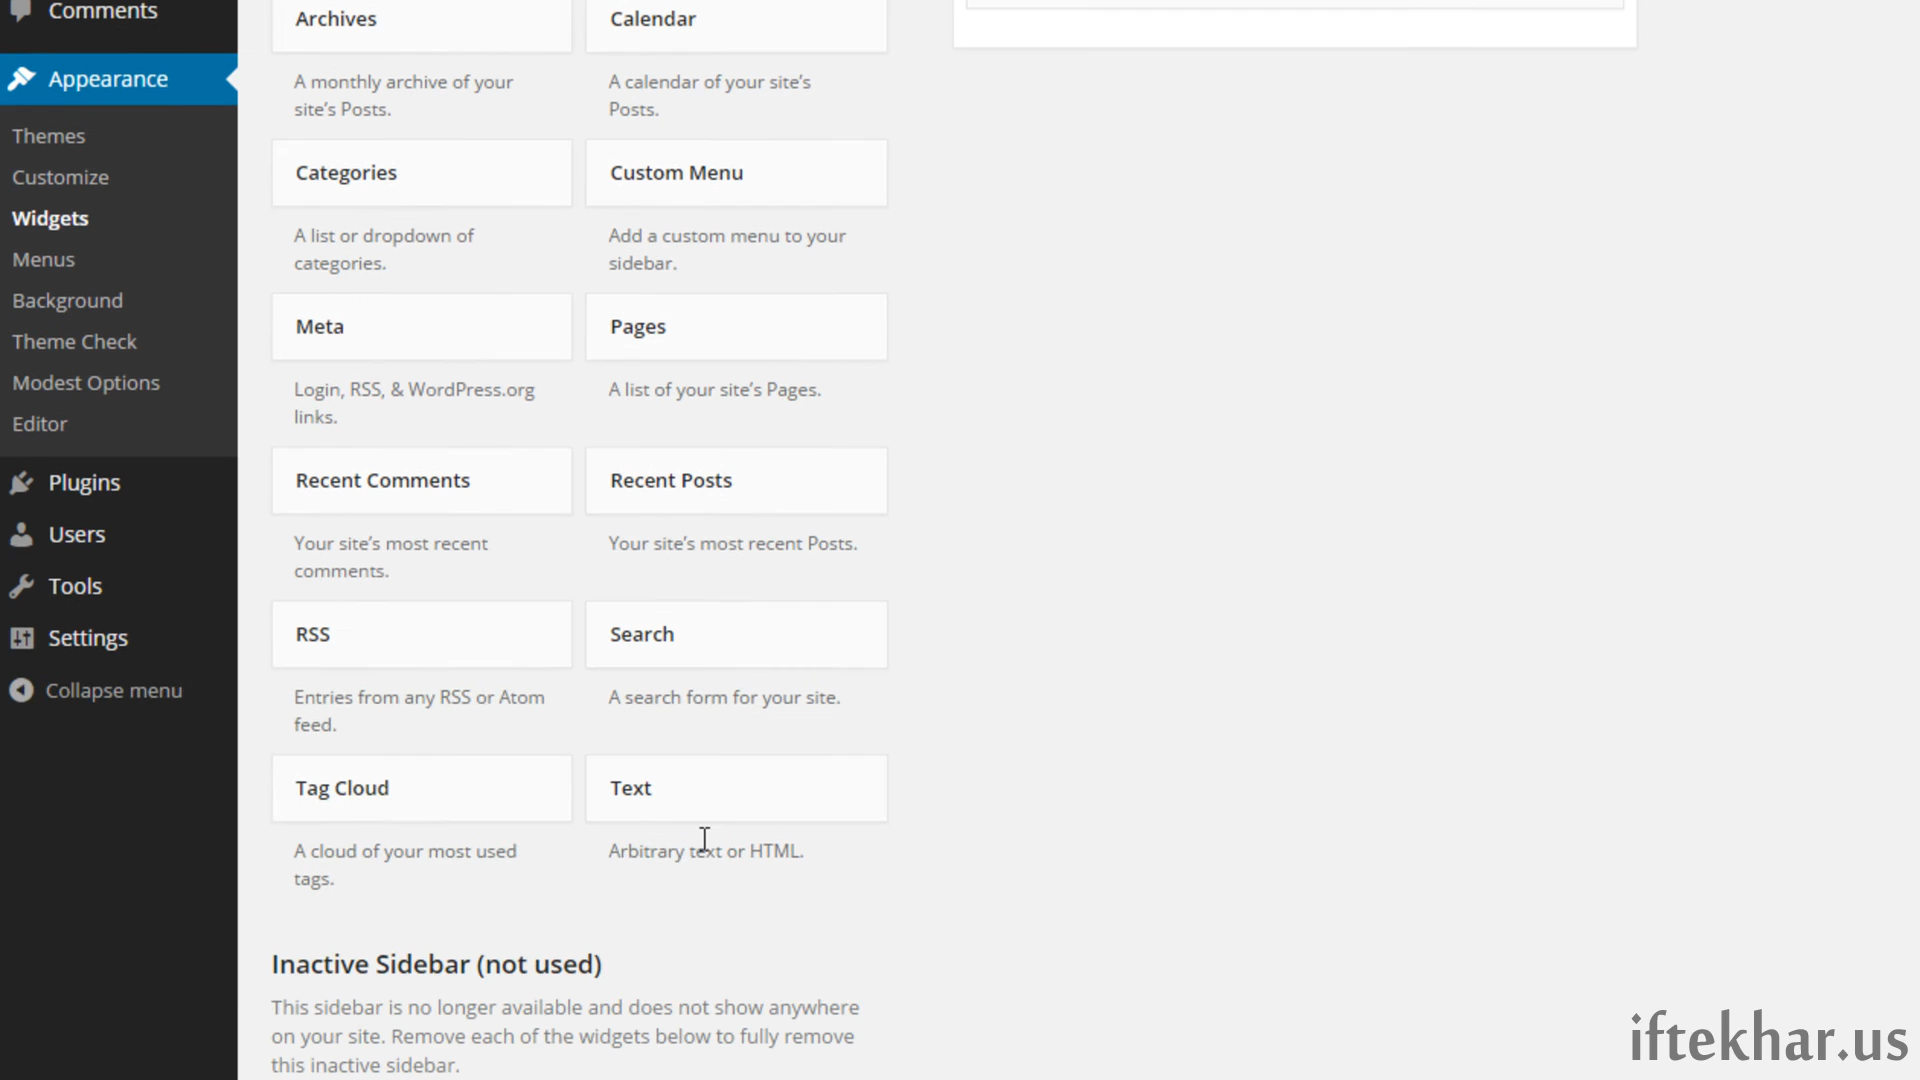 Comments
Appearance
Themes
Customize
Widgets
Menus
Background
Theme Check
Modest Options
Editor
Plugins
Users
Tools
Settings
Collapse menu
Archives
A monthly archive of your
site’s Posts.
Calendar
A calendar of your site’s
Posts.
Categories
A list or dropdown of
categories.
Custom Menu
Add a custom menu to your
sidebar.
Meta
Login, RSS, & WordPress.org
links.
Pages
A list of your site’s Pages.
Recent Comments
Your site’s most recent
comments.
Recent Posts
Your site’s most recent Posts.
RSS
Entries from any RSS or Atom
feed.
Search
A search form for your site.
Tag Cloud
A cloud of your most used
tags.
Text
Arbitrary text or HTML.
Inactive Sidebar (not used)
This sidebar is no longer available and does not show anywhere
on your site. Remove each of the widgets below to fully remove
this inactive sidebar.
iftekhar.us